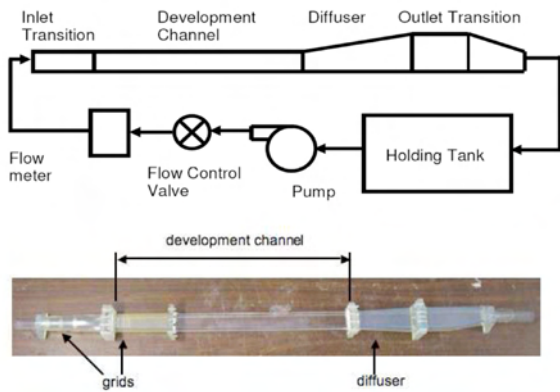 Inlet
Transition
Development
Channel
Diffuser
Outlet Transition
Flow
meter
Flow Control
Valve
Pump
Holding Tank
development channel
grids
diffuser